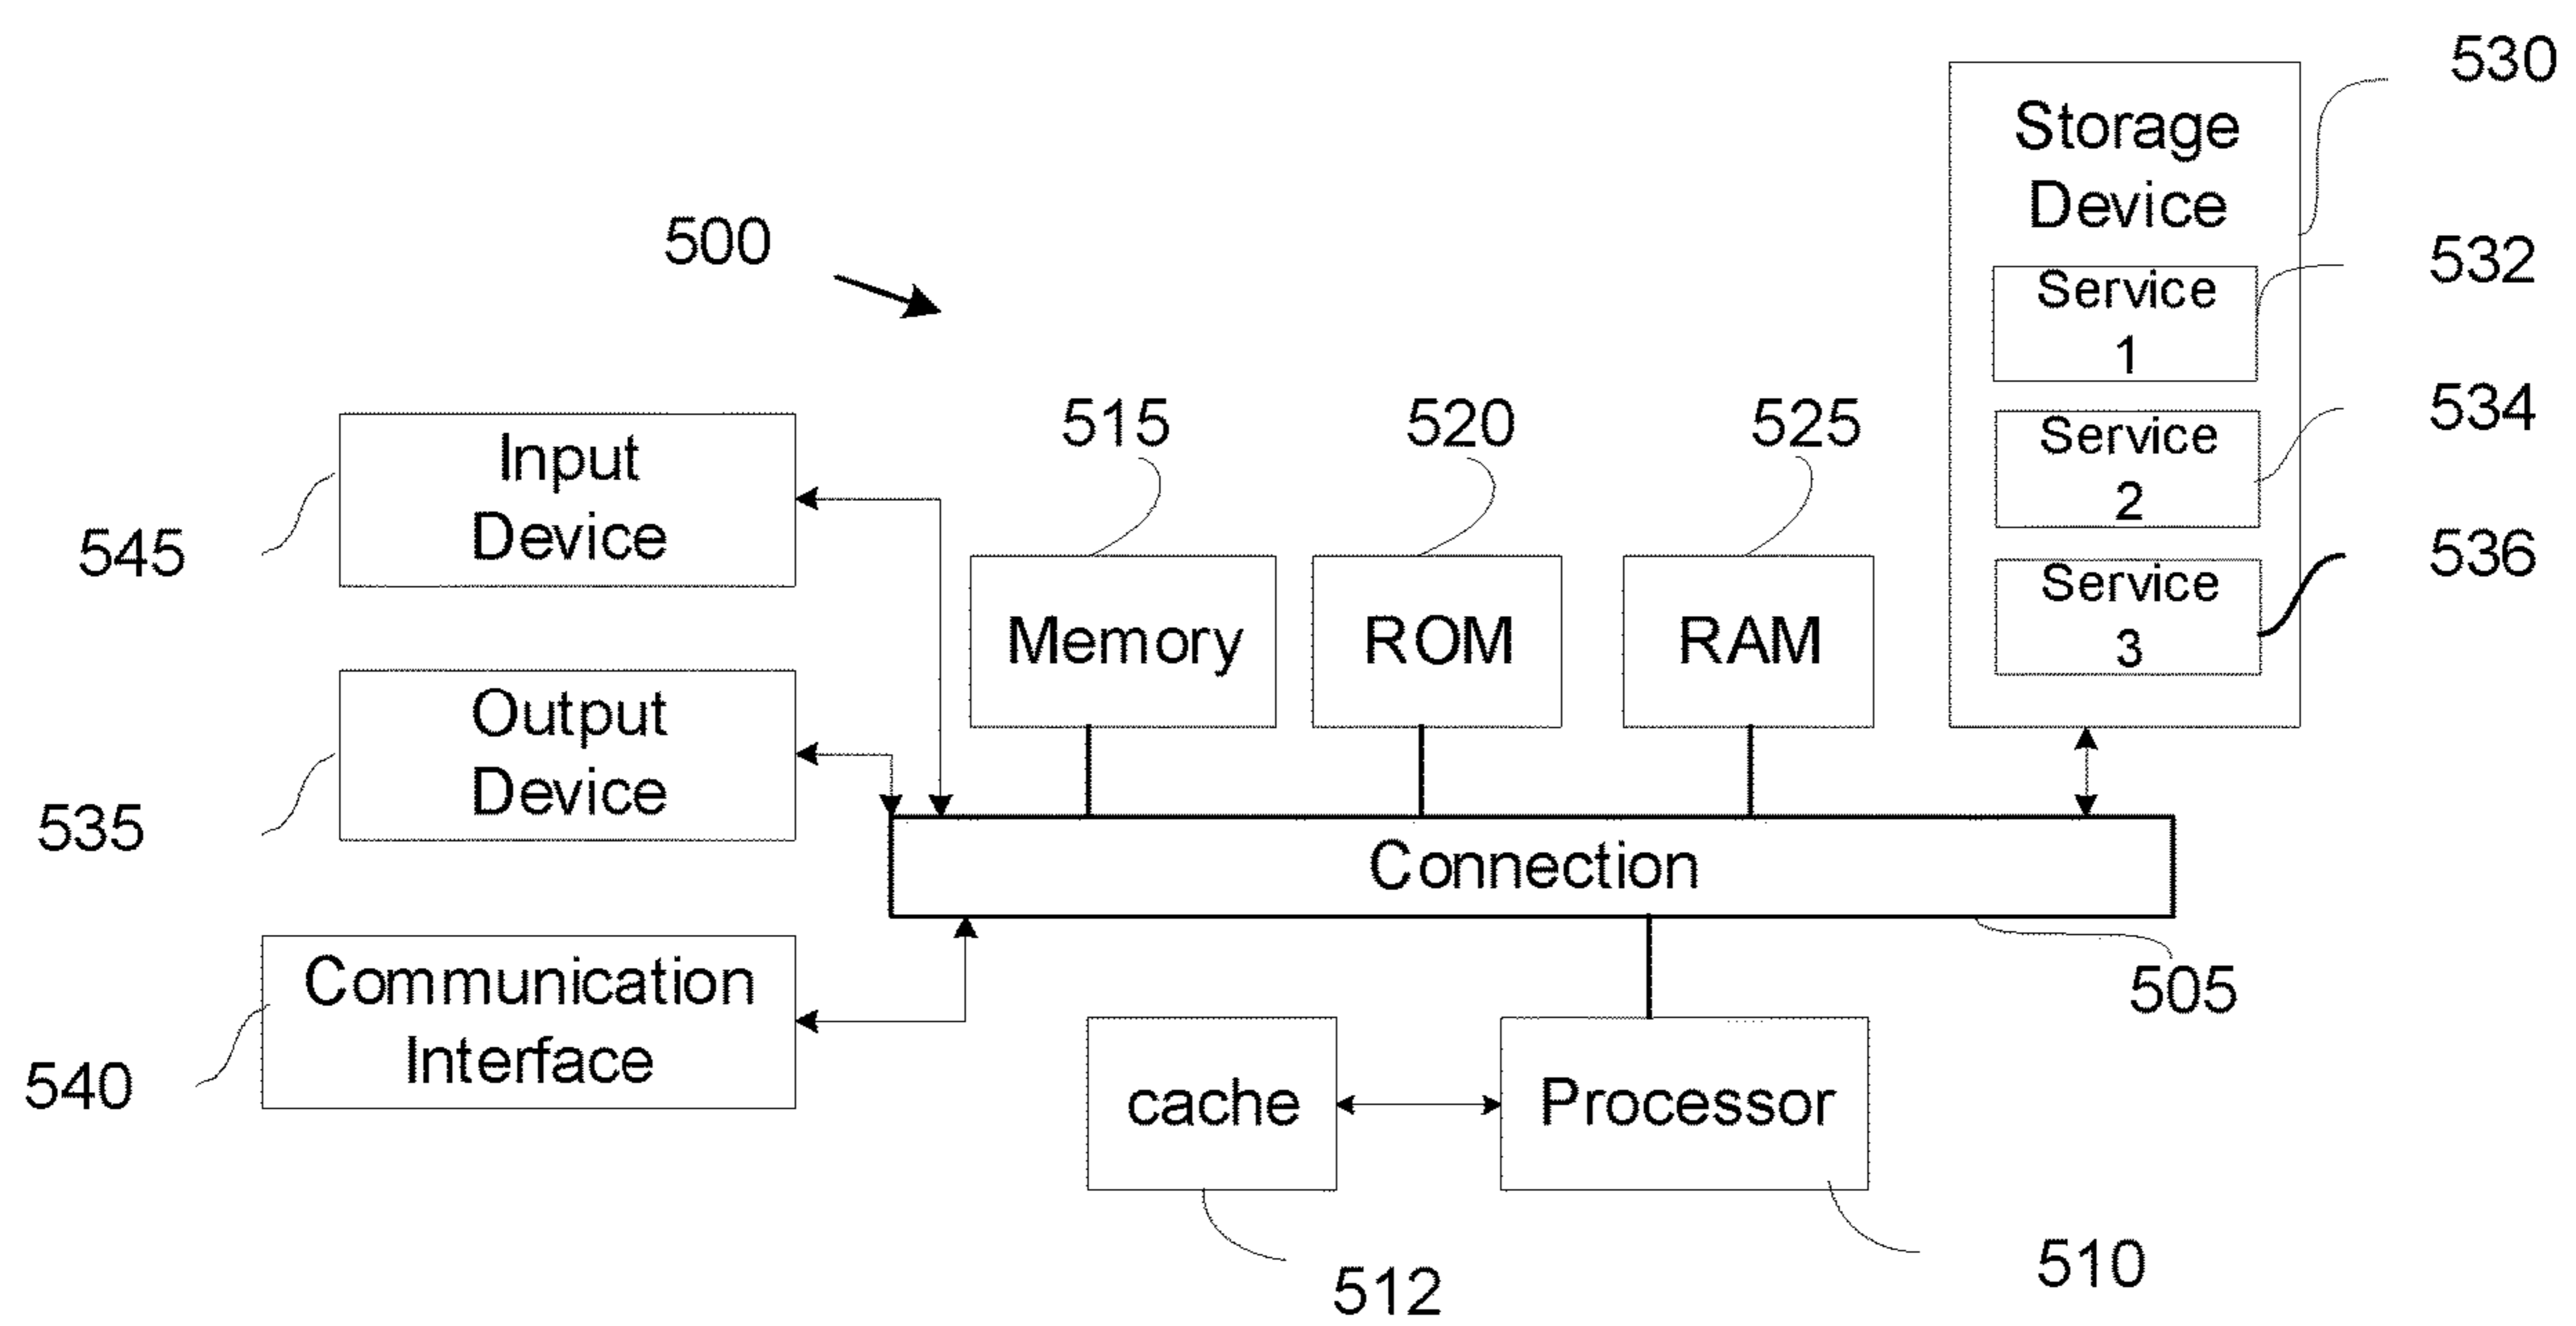 530
Storage
Device
500
532
Service
1
534
Service
2
536
Service
3
545
Input
Device
515
520
525
Memory
ROM
RAM
535
Output
Device
Connection
505
540
Communication
Interface
cache
Processor
512
510